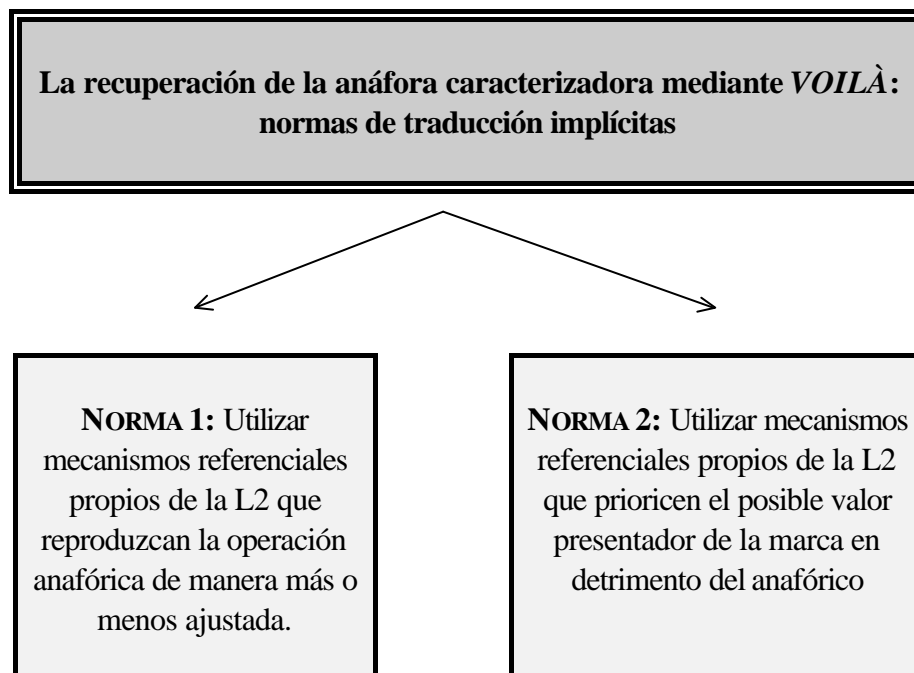 La recuperación de la anáfora caracterizadora mediante VOILÀ:
normas de traducción implícitas
NORMA 1: Utilizar
mecanismos referenciales
propios de la L2 que
reproduzcan la operación
anafórica de manera más o
menos ajustada.
NORMA 2: Utilizar mecanismos
referenciales propios de la L2
que prioricen el posible valor
presentador de la marca en
detrimento del anafórico